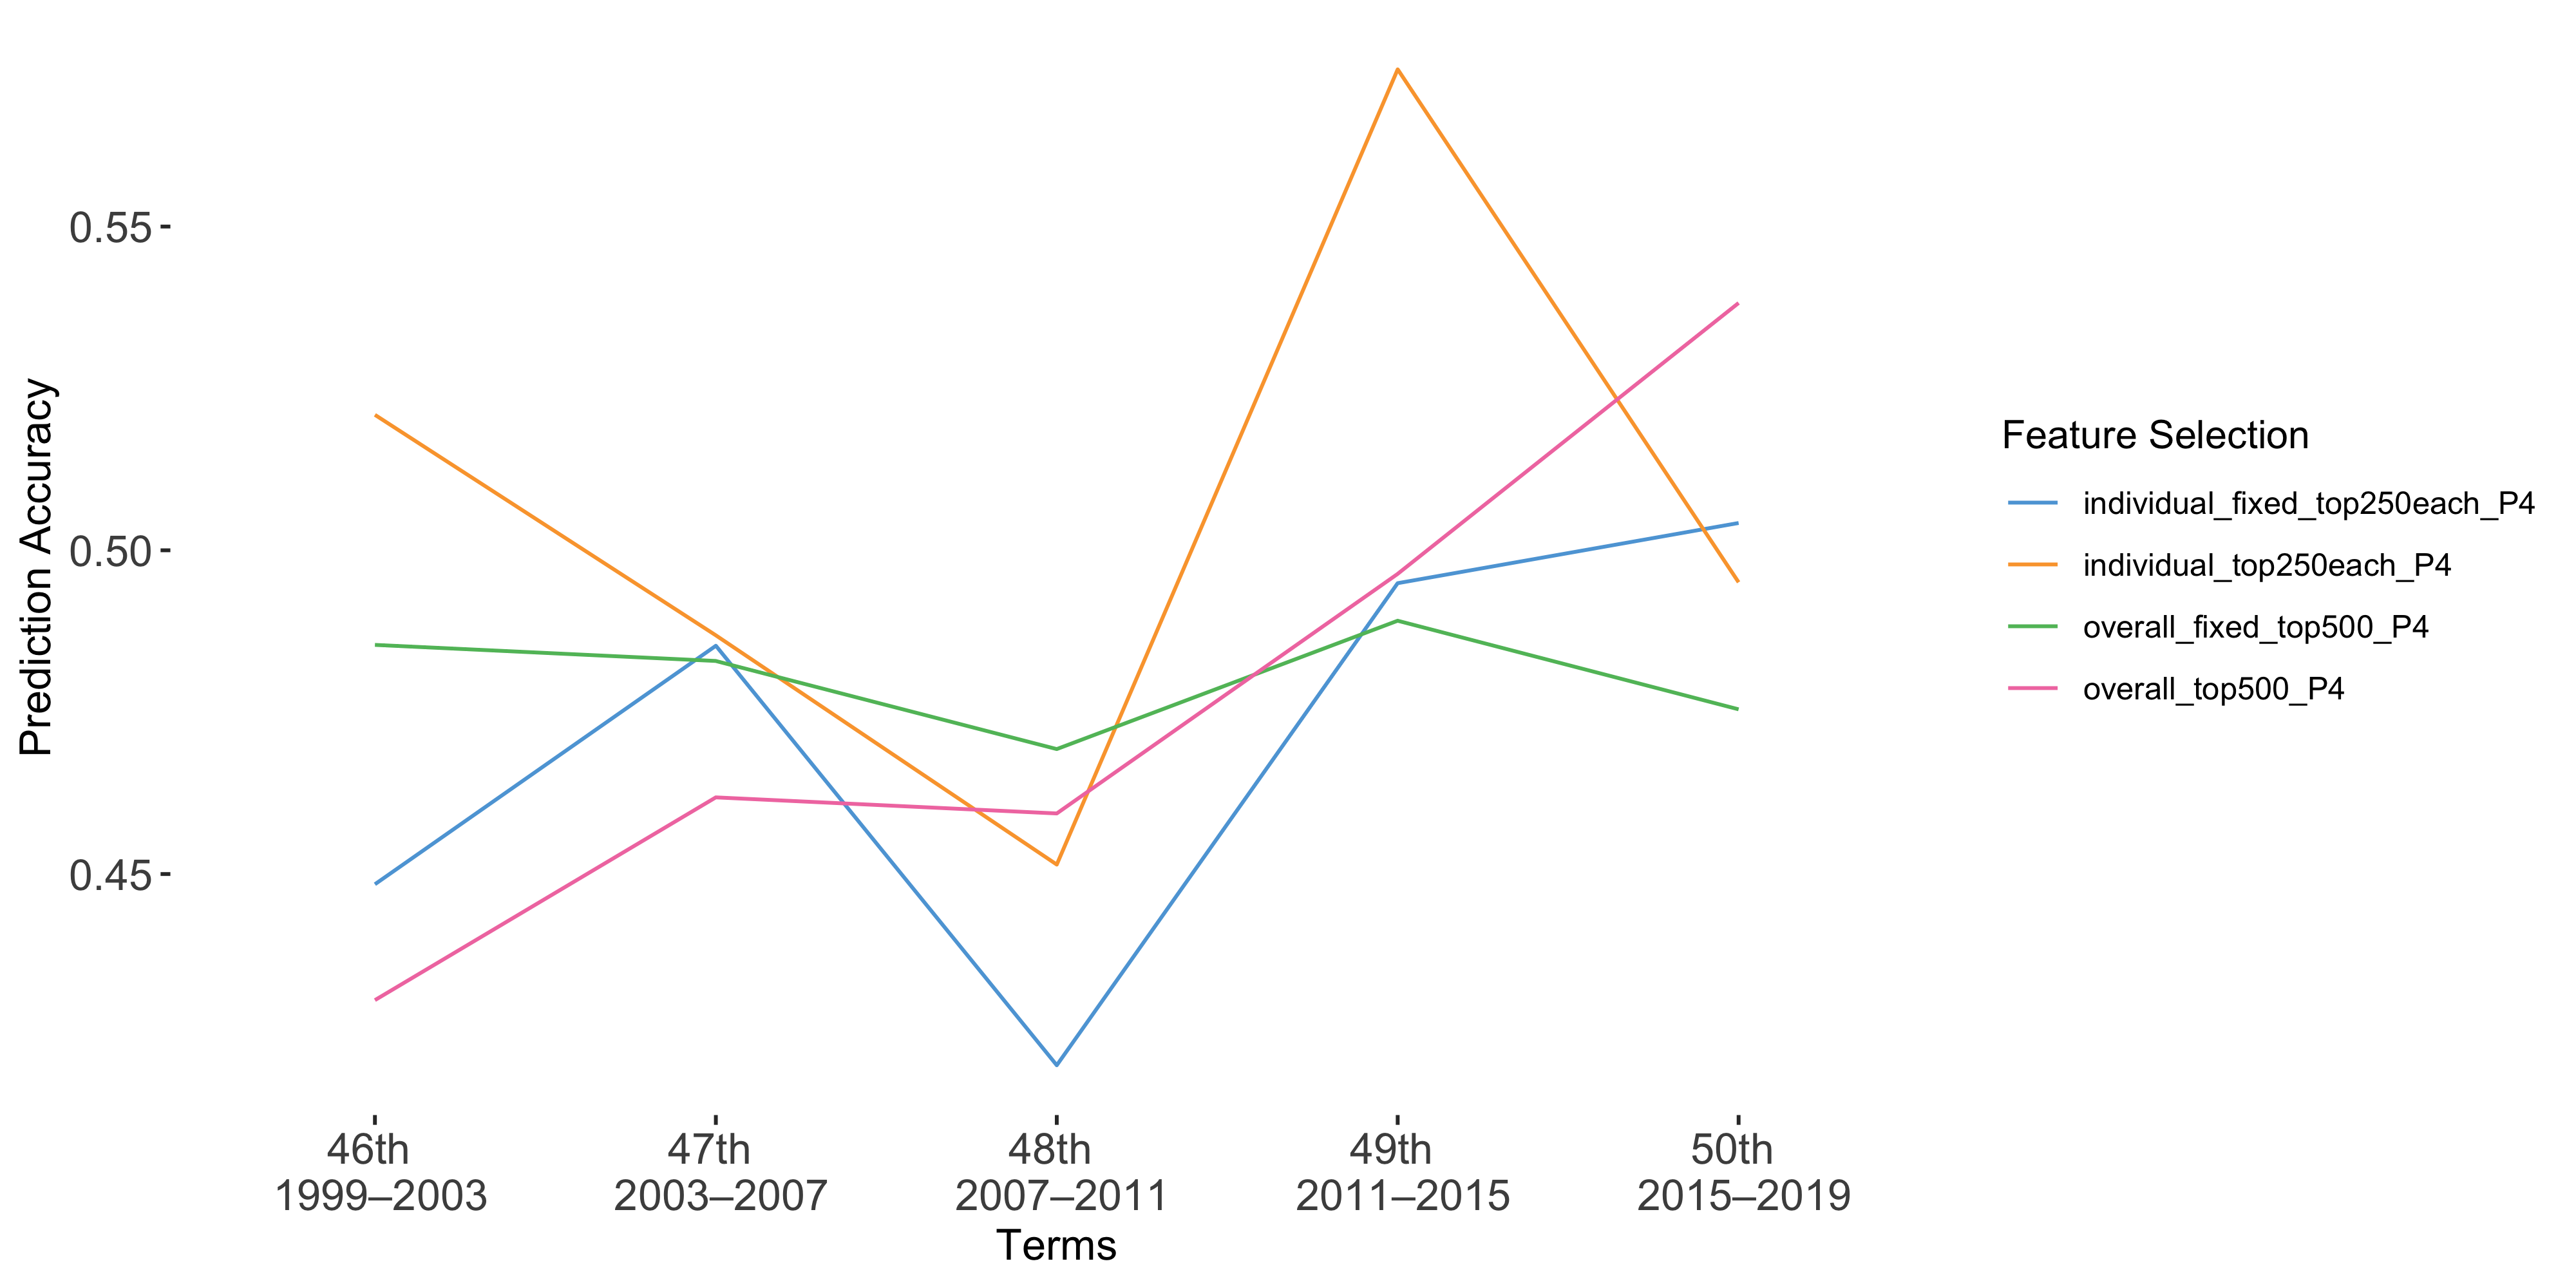 Prediction Accuracy
0.55
0.50
0.45
46th
1999–2003
47th
2003–2007
48th
2007–2011
49th
2011–2015
50th
2015–2019
Terms
Feature Selection
individual_fixed_top250each_P4
individual_top250each_P4
overall_fixed_top500_P4
overall_top500_P4